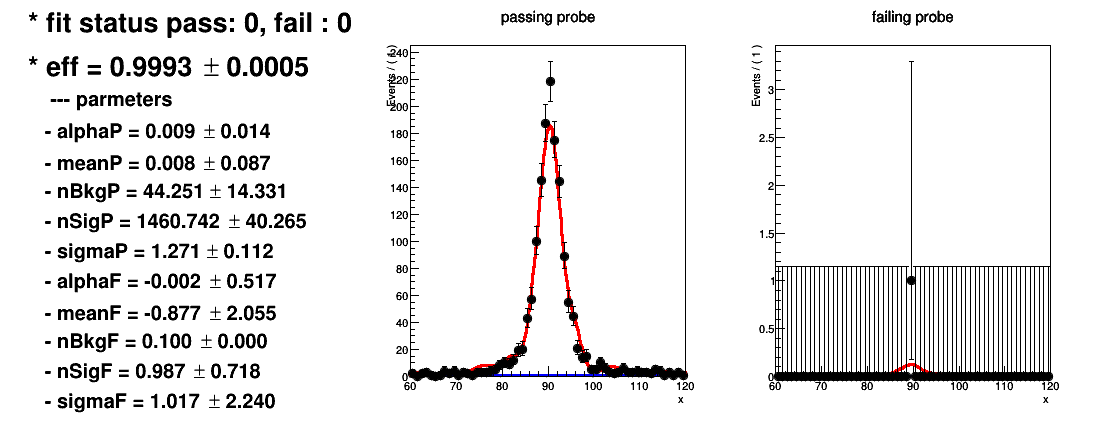 * fit status pass: 0, fail : 0
* eff = 0.9993 ± 0.0005
--- parmeters
- alphaP = 0.009 ± 0.014
- meanP = 0.008 ± 0.087
- nBkgP = 44.251 ± 14.331
- nSigP = 1460.742 ± 40.265
- sigmaP = 1.271 ± 0.112
- alphaF = -0.002 ± 0.517
- meanF = -0.877 ± 2.055
- nBkgF = 0.100 ± 0.000
- nSigF = 0.987 ± 0.718
- sigmaF = 1.017 ± 2.240
passing probe
Events / ( 1 )
240
220
200
180
160
140
120
100
80
60
40
20
0
60 70 80 90 100 110 120
x
failing probe
Events / ( 1 )
3
2.5
2
1.5
1
0.5
0
60 70 80 90 100 110 120
x